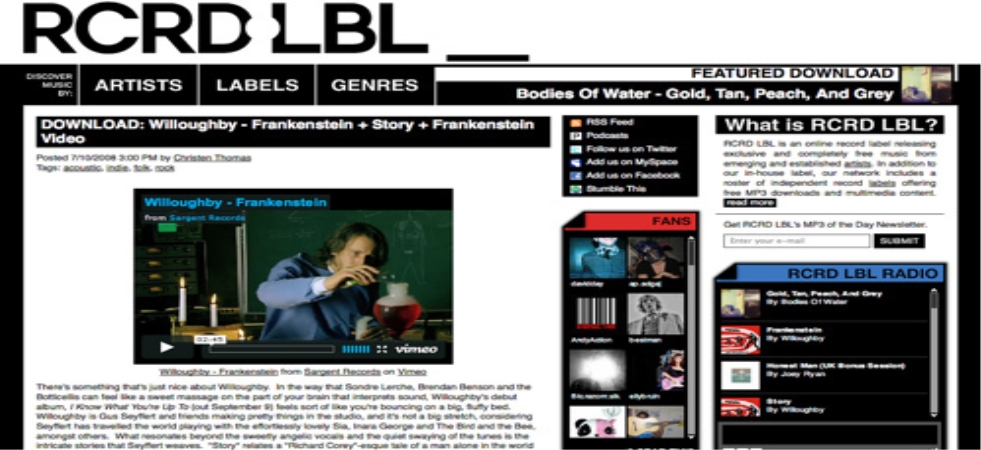 RCRD LBL
DISCOVER
MUSIC
BY:
ARTISTS
LABELS
GENRES
FEATURED DOWNLOAD
Bodies Of Water - Gold, Tan, Peach, And Grey
DOWNLOAD: Willoughby - Frankenstein + Story + Frankenstein
Video
Posted 7/10/2008 3:00 PM by Christen Thomas
Tags: acoustic, indie, folk, rock
Willoughby - Frankenstein
from Sargent Records
02:45
vimeo
Willoughby - Frankenstein from Sargent Records on Vimeo
There's something that's just nice about Willoughby. In the way that Sondre Lerche, Brendan Benson and the
Botticellis can feel like a sweet massage on the part of your brain that interprets sound, Willoughby's debut
album, I Know What You're Up To (out September 9) feels sort of like you're bouncing on a big, fluffy bed.
Willoughby is Gus Seyffert and friends making pretty things in the studio, and it's not a big stretch, considering
Seyffert has travelled the world playing with the effortlessly lovely Sia, Inara George and The Bird and the Bee,
amongst others. What resonates beyond the sweetly angelic vocals and the quiet swaying of the tunes is the
intricate stories that Seyffert weaves. "Story" relates a "Richard Corey"-esque tale of a man alone in the world
RSS Feed
Podcasts
Follow us on Twitter
Add us on MySpace
Add us on Facebook
Stumble This
FANS
davidday
AndyAction
beatman
ellybruin
What is RCRD LBL?
RCRD LBL is an online record label releasing
exclusive and completely free music from
emerging and established artists. In addition to
our in-house label, our network includes a
roster of independent record labels offering
free MP3 downloads and multimedia content.
read more
Get RCRD LBL's MP3 of the Day Newsletter.
Enter your e-mail
SUBMIT
RCRD LBL RADIO
Gold, Tan, Peach, And Grey
By Bodies Of Water
Frankenstein
By Willoughby
Honest Man (UK Bonus Session)
By Joey Ryan
Story
By Willoughby